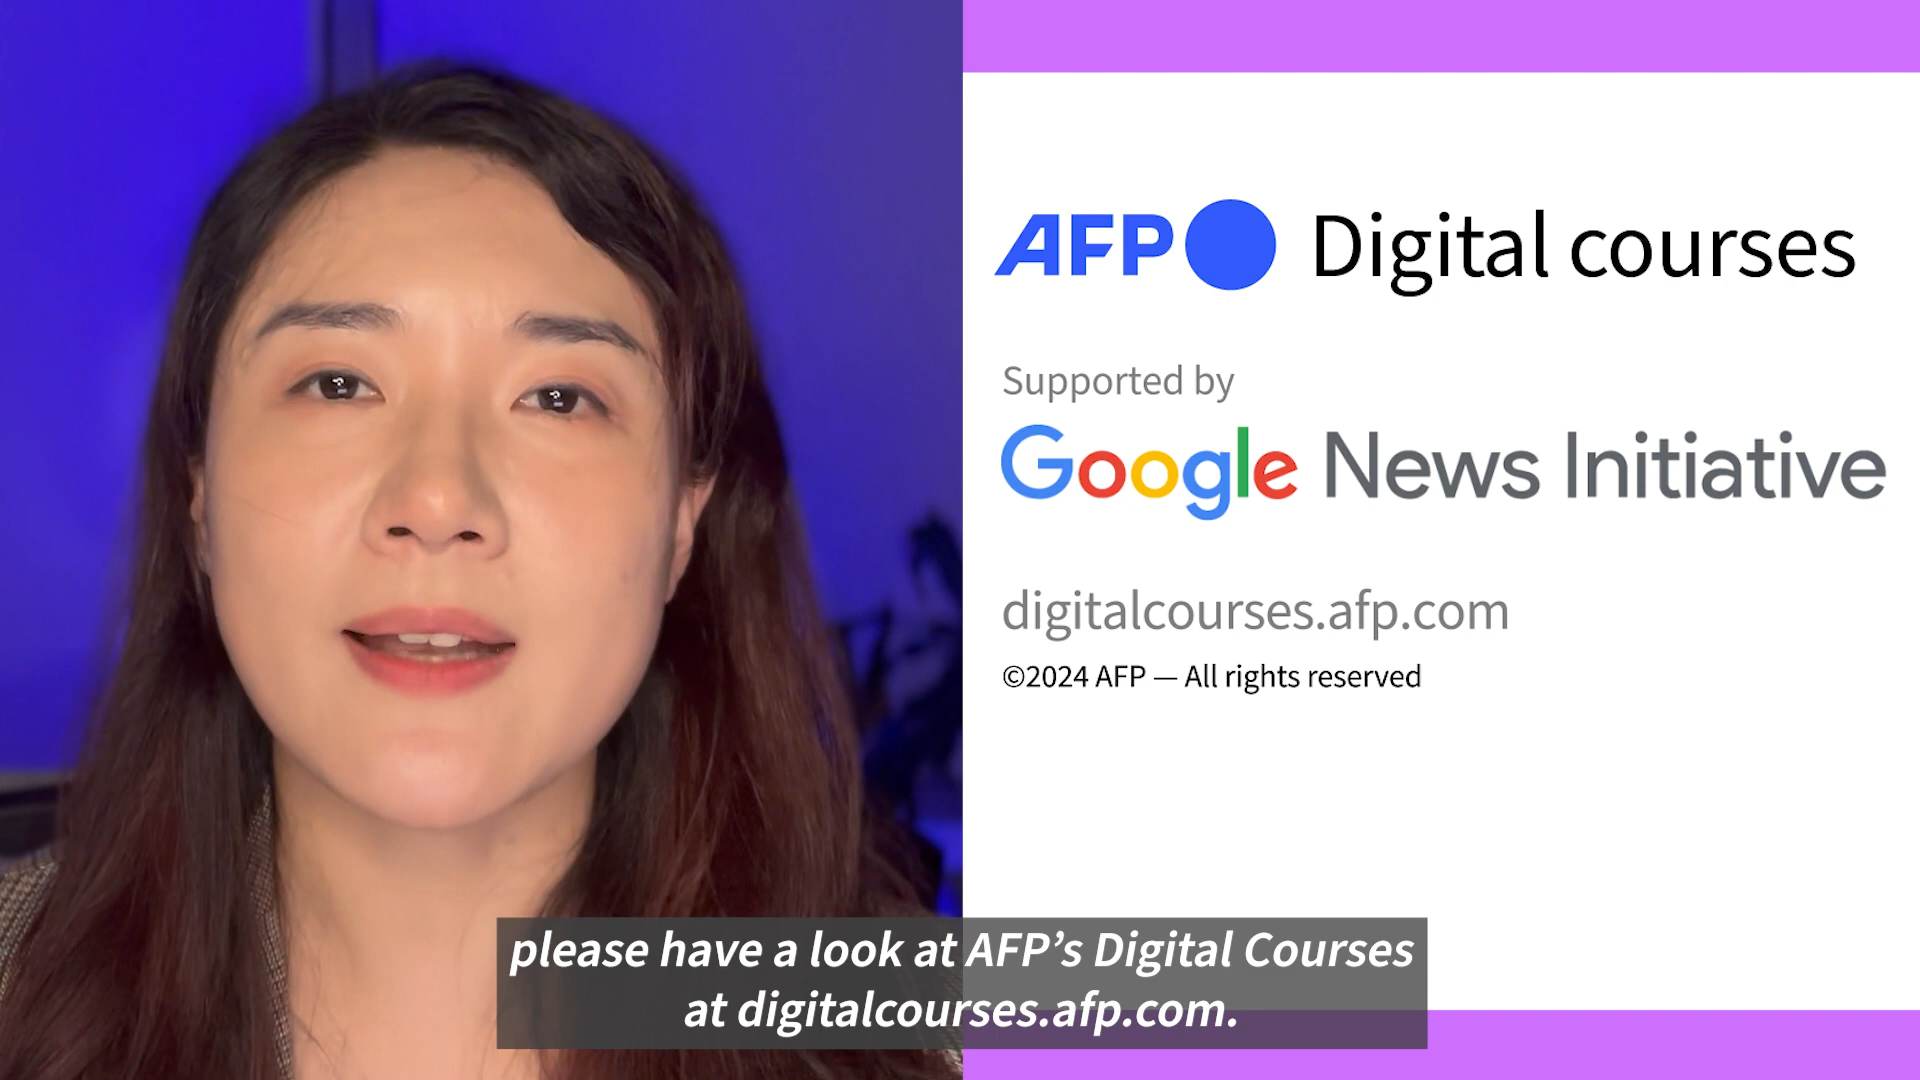 AFP Digital courses
Supported by
Google News Initiative
digitalcourses.afp.com
©2024 AFP — All rights reserved
please have a look at AFP’s Digital Courses
at digitalcourses.afp.com.